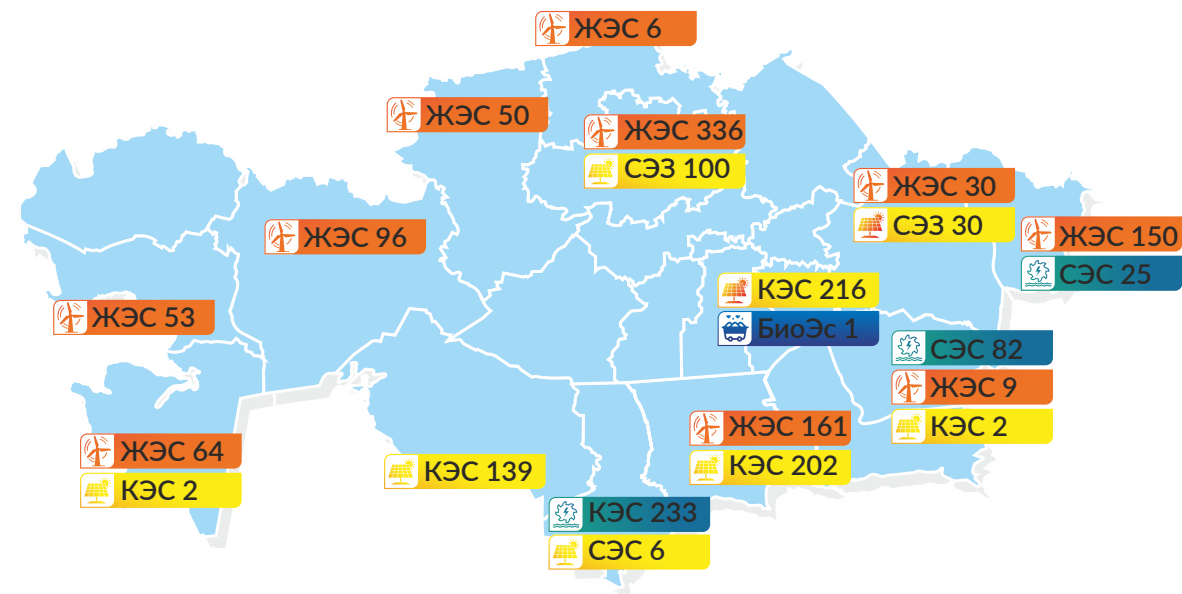 ЖЭС 6
ЖЭС 50
ЖЭС 336
СЭЗ 100
ЖЭС 30
СЭЗ 30
ЖЭС 150
СЭС 25
ЖЭС 96
КЭС 216
БиоЭс 1
ЖЭС 53
СЭС 82
ЖЭС 9
КЭС 2
ЖЭС 161
КЭС 202
ЖЭС 64
КЭС 2
КЭС 139
КЭС 233
СЭС 6